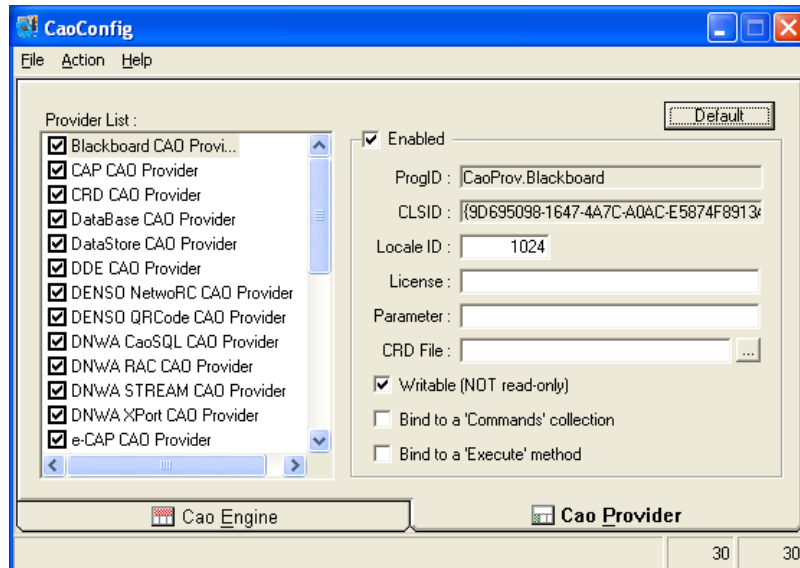 CaoConfig
File Action Help
Default
Provider List :
Blackboard CAO Provi...
CAP CAO Provider
CRD CAO Provider
DataBase CAO Provider
DataStore CAO Provider
DDE CAO Provider
DENSO NetwoRC CAO Provider
DENSO QRCode CAO Provider
DNWA CaoSQL CAO Provider
DNWA RAC CAO Provider
DNWA STREAM CAO Provider
DNWA XPort CAO Provider
e-CAP CAO Provider
Enabled
ProgID : CaoProv.Blackboard
CLSID : {9D695098-1647-4A7C-A0AC-E5874F8913
Locale ID : 1024
License :
Parameter :
CRD File : ...
Writable (NOT read-only)
Bind to a 'Commands' collection
Bind to a 'Execute' method
Cao Engine
Cao Provider
30 30